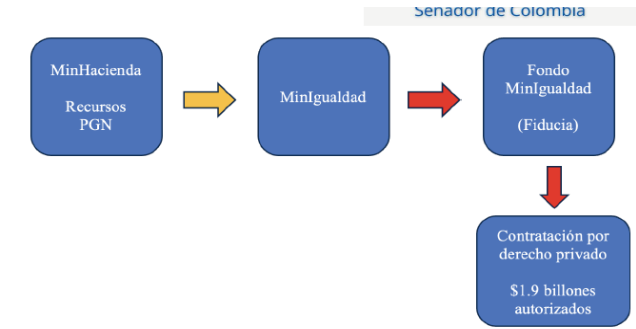 Senador de Colombia
MinHacienda
Recursos
PGN
MinIgualdad
Fondo
MinIgualdad
(Fiducia)
Contratación por
derecho privado
$1.9 billones
autorizados